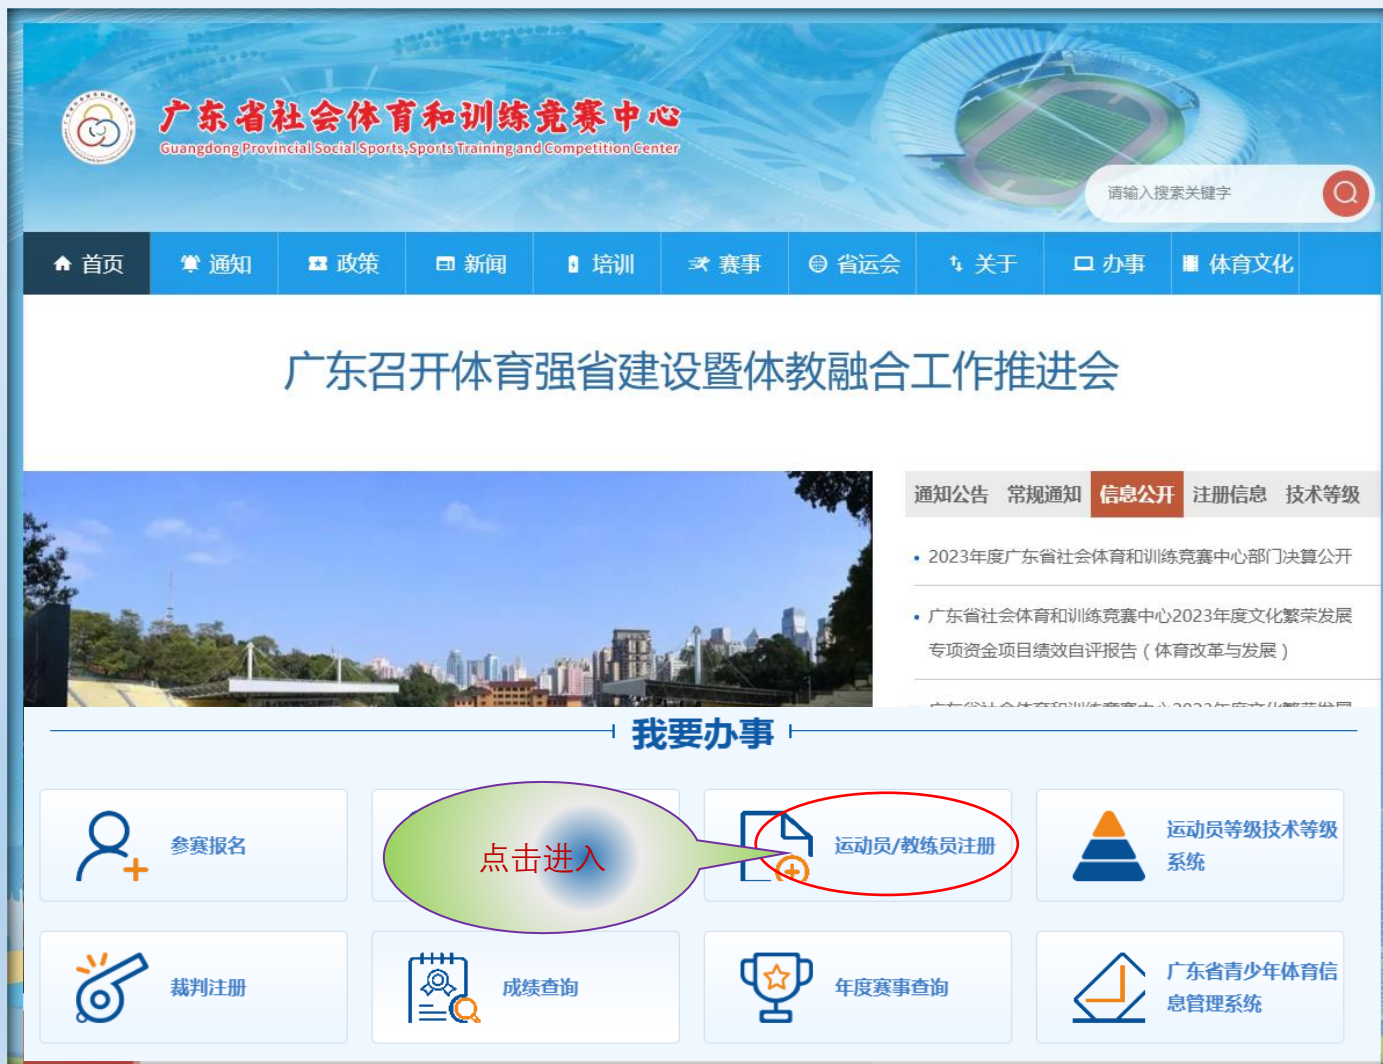 广东省社会体育和训练竞赛中心
Guangdong Provincial Social Sports,Sports Training and Competition Center
请输入搜素关键字
首页 通知 政策 新闻 培训 赛事 省运会 关于 办事 体育文化
广东召开体育强省建设暨体教融合工作推进会
通知公告 常规通知 信息公开 注册信息 技术等级
2023年度广东省社会体育和训练竞赛中心部门决算公开
广东省社会体育和训练竞赛中心2023年度文化繁荣发展
专项资金项目绩效自评报告（体育改革与发展）
我要办事
参赛报名
点击进入
运动员/教练员注册
运动员等级技术等级
系统
裁判注册
成绩查询
年度赛事查询
广东省青少年体育信
息管理系统